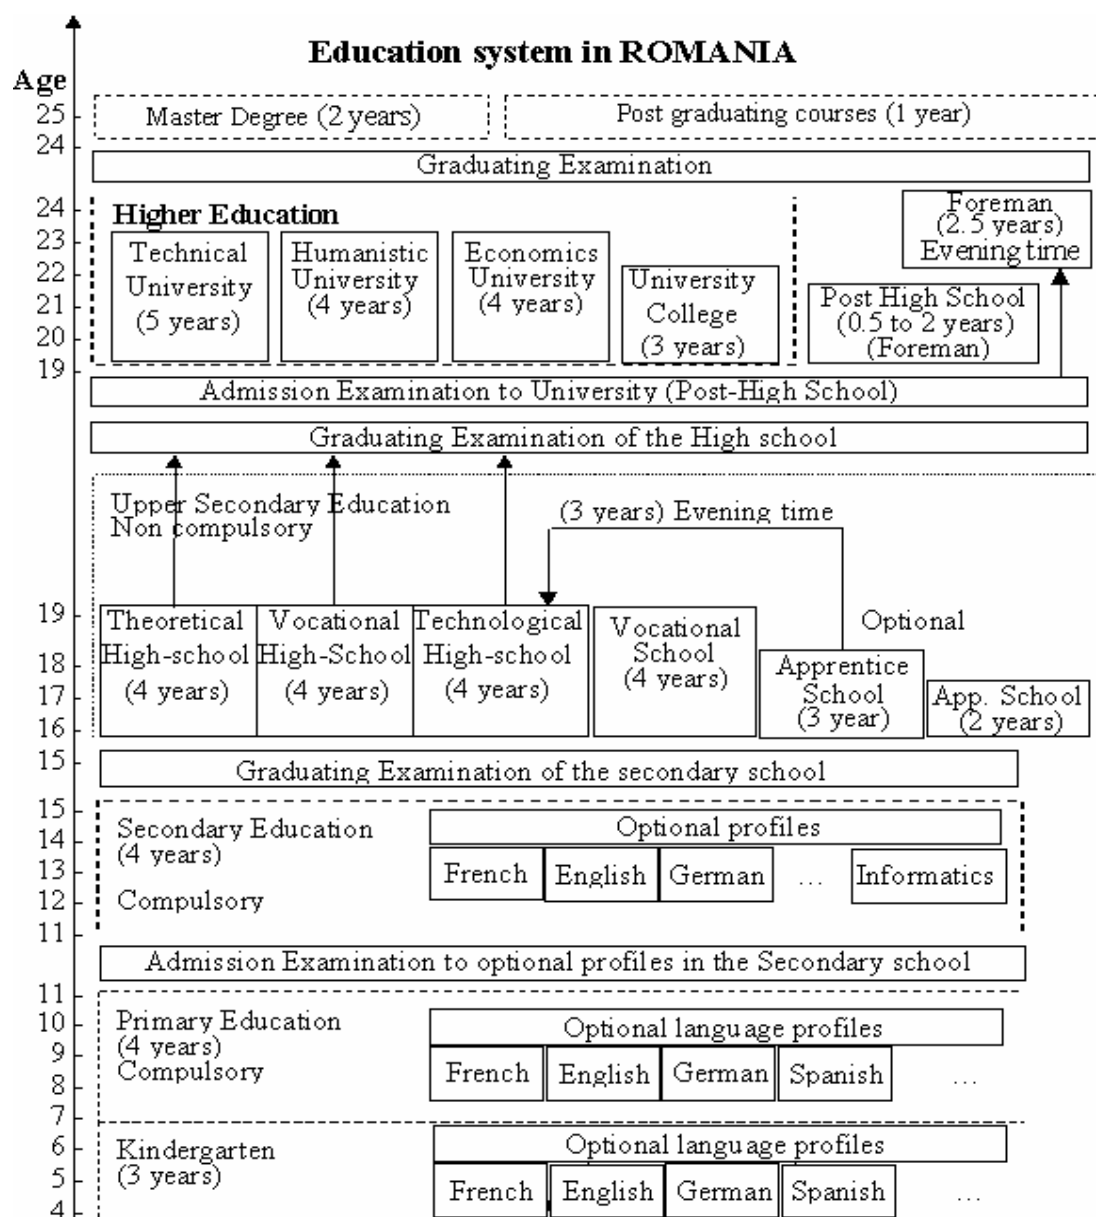 Education system in ROMANIA
Age
25
24
24
23
22
21
20
19
19
18
17
16
15
15
14
13
12
11
11
10
9
8
7
6
5
4
Master Degree (2 years)
Post graduating courses (1 year)
Graduating Examination
Higher Education
Technical
University
(5 years)
Humanistic
University
(4 years)
Economics
University
(4 years)
University
College
(3 years)
Foreman
(2.5 years)
Evening time
Post High School
(0.5 to 2 years)
(Foreman)
Admission Examination to University (Post-High School)
Graduating Examination of the High school
Upper Secondary Education
Non compulsory
(3 years) Evening time
Theoretical
High-school
(4 years)
Vocational
High-School
(4 years)
Technological
High-school
(4 years)
Vocational
School
(4 years)
Optional
Apprentice
School
(3 year)
App. School
(2 years)
Graduating Examination of the secondary school
Secondary Education
(4 years)
Compulsory
Optional profiles
French
English
German
...
Informatics
Admission Examination to optional profiles in the Secondary school
Primary Education
(4 years)
Compulsory
Optional language profiles
French
English
German
Spanish
...
Kindergarten
(3 years)
Optional language profiles
French
English
German
Spanish
...